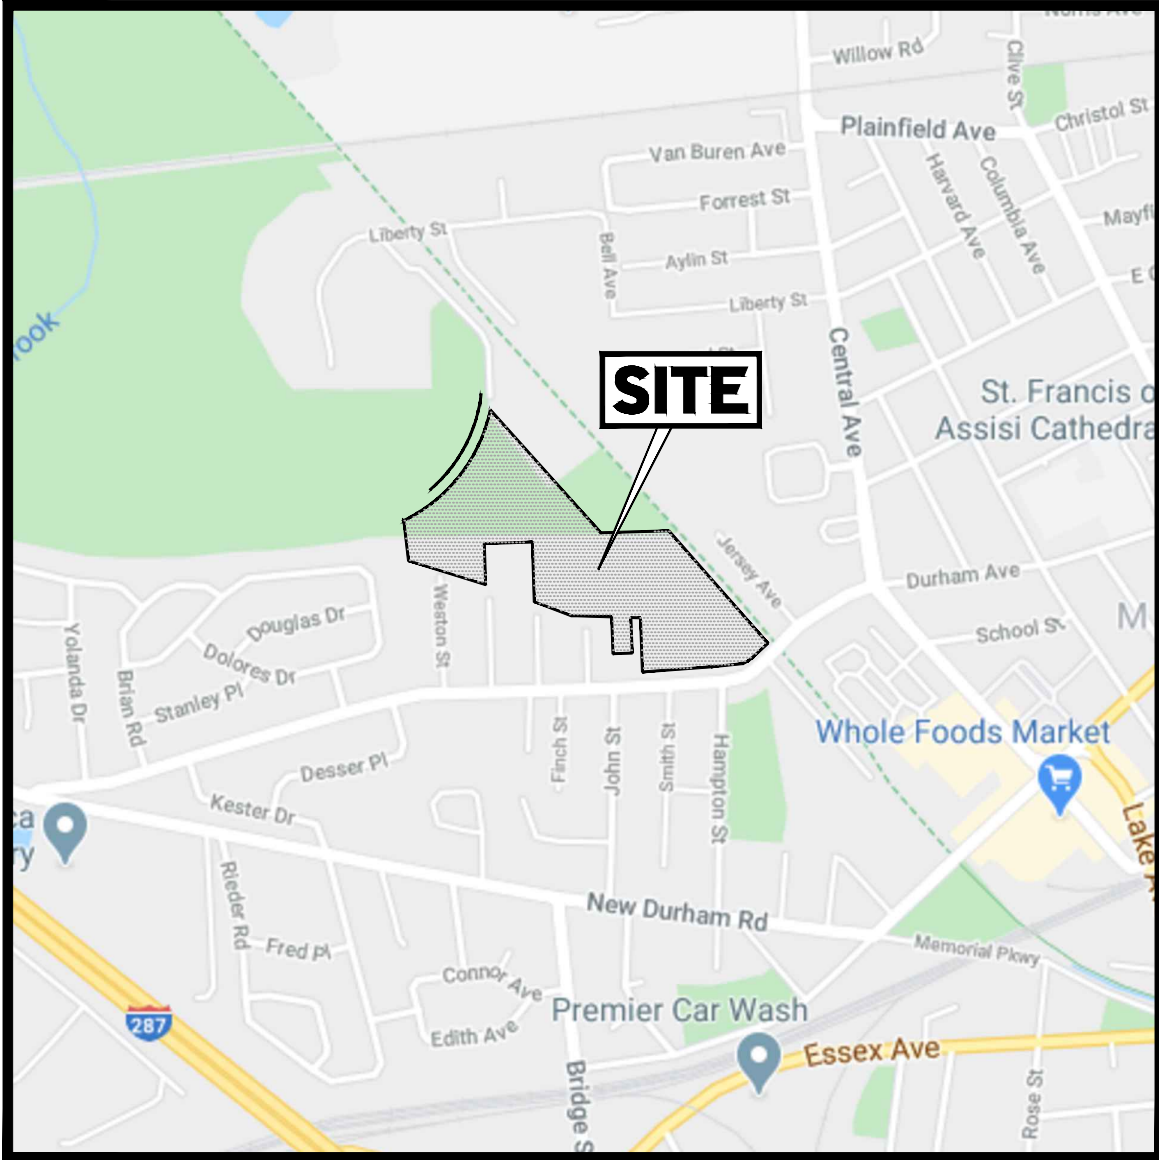 Willow Rd
Clive St
Christol St
Plainfield Ave
Van Buren Ave
Harvard Ave
Columbia Ave
Forrest St
Liberty St
Bell Ave
Aylin St
Liberty St
Central Ave
SITE
St. Francis o
Assisi Cathedra
rook
Jersey Ave
Durham Ave
School St
Weston St
Douglas Dr
Dolores Dr
Stanley Pl
Yolanda Dr
Brian Rd
Whole Foods Market
Finch St
John St
Smith St
Hampton St
Desser Pl
Kester Dr
ca
ry
Lake A
New Durham Rd
Memorial Pkwy
Rieder Rd
Fred Pl
Connor Ave
Edith Ave
Premier Car Wash
Essex Ave
287
Bridge S
Rose St